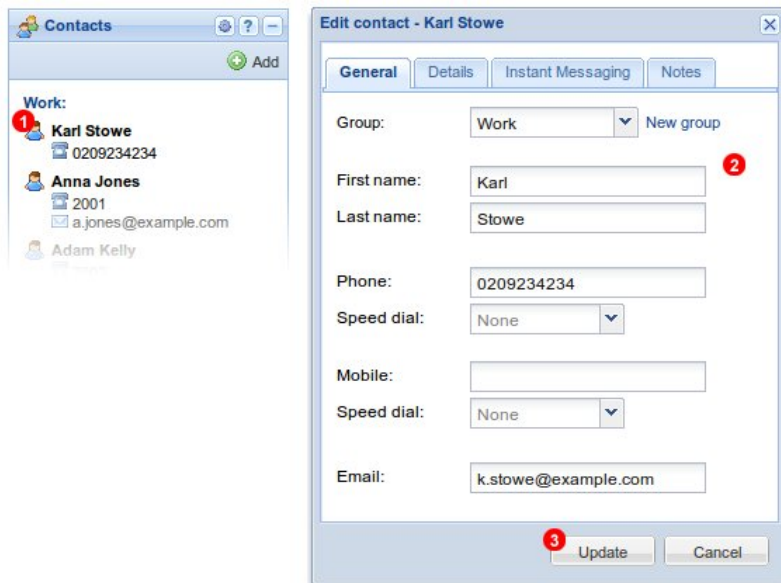 Contacts
?
Add
Work:
1
Karl Stowe
0209234234
Anna Jones
2001
a.jones@example.com
Adam Kelly
Edit contact - Karl Stowe
General Details Instant Messaging Notes
Group: Work New group
2
First name: Karl
Last name: Stowe
Phone: 0209234234
Speed dial: None
Mobile:
Speed dial: None
Email: k.stowe@example.com
3
Update Cancel